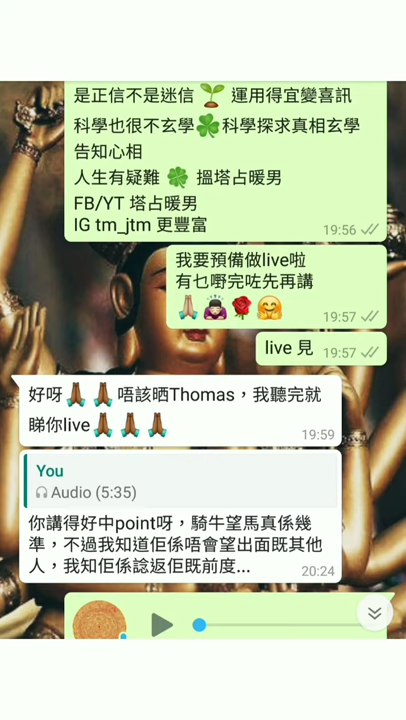 是正信不是迷信🌱 運用得宜變喜訊
科學也很不玄學🍀科學探求真相玄學
告知心相
人生有疑難 🍀 搵塔占暖男
FB/YT 塔占暖男
IG tm_jtm 更豐富
19:56
我要預備做live啦
有乜嘢完咗先再講
🙏🏽🙇🏻‍♀️🌹🤗
19:57
live 見 19:57
好呀🙏🏾🙏🏾唔該晒Thomas，我聽完就
睇你live🙏🏾🙏🏾🙏🏾
19:59
You
Audio (5:35)
你講得好中point呀，騎牛望馬真係幾
準，不過我知道佢係唔會望出面既其他
人，我知佢係諗返佢既前度...
20:24